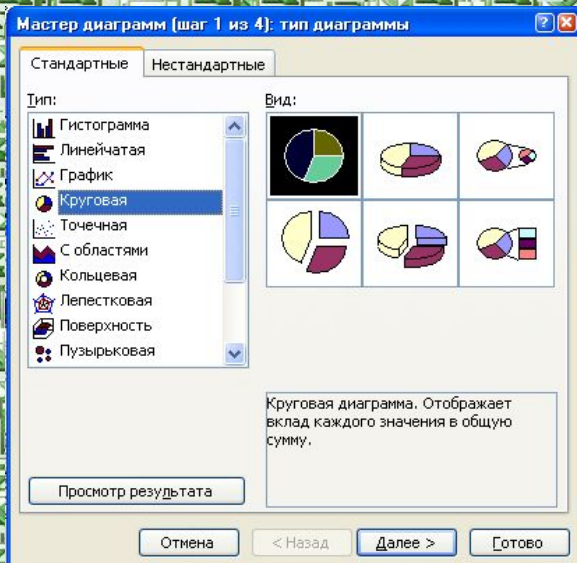 Мастер диаграмм (шаг 1 из 4): тип диаграммы
Стандартные
Нестандартные
Тип:
Вид:
Гистограмма
Линейчатая
График
Круговая
Точечная
С областями
Кольцевая
Лепестковая
Поверхность
Пузырьковая
Круговая диаграмма. Отображает
вклад каждого значения в общую
сумму.
Просмотр результата
Отмена
< Назад
Далее >
Готово